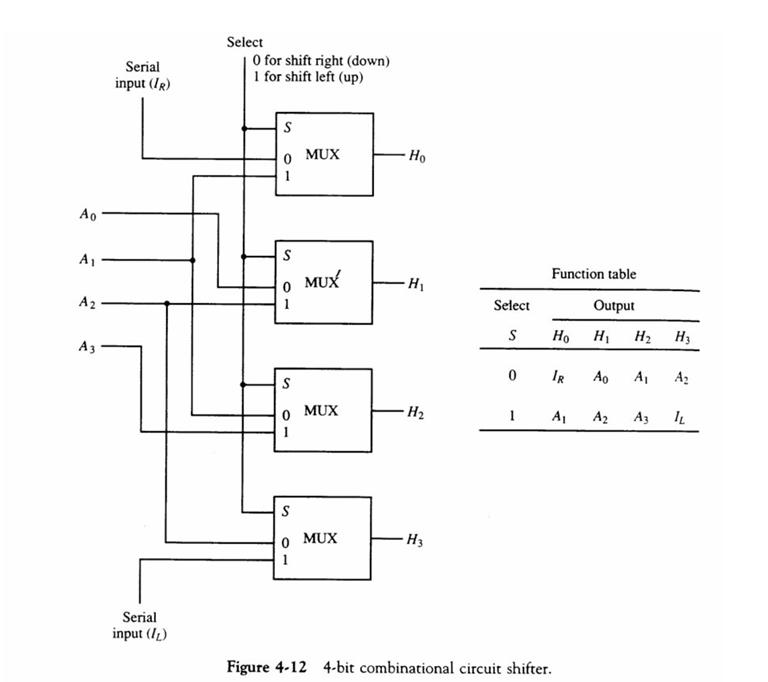 Select
0 for shift right (down)
1 for shift left (up)
Serial
input (I_R)
S
0 MUX
1
H₀
A₀
A₁
S
0 MUX
1
H₁
A₂
A₃
S
0 MUX
1
H₂
S
0 MUX
1
H₃
Serial
input (I_L)
Function table
Select Output
S H₀ H₁ H₂ H₃
0 I_R A₀ A₁ A₂
1 A₁ A₂ A₃ I_L
Figure 4-12 4-bit combinational circuit shifter.